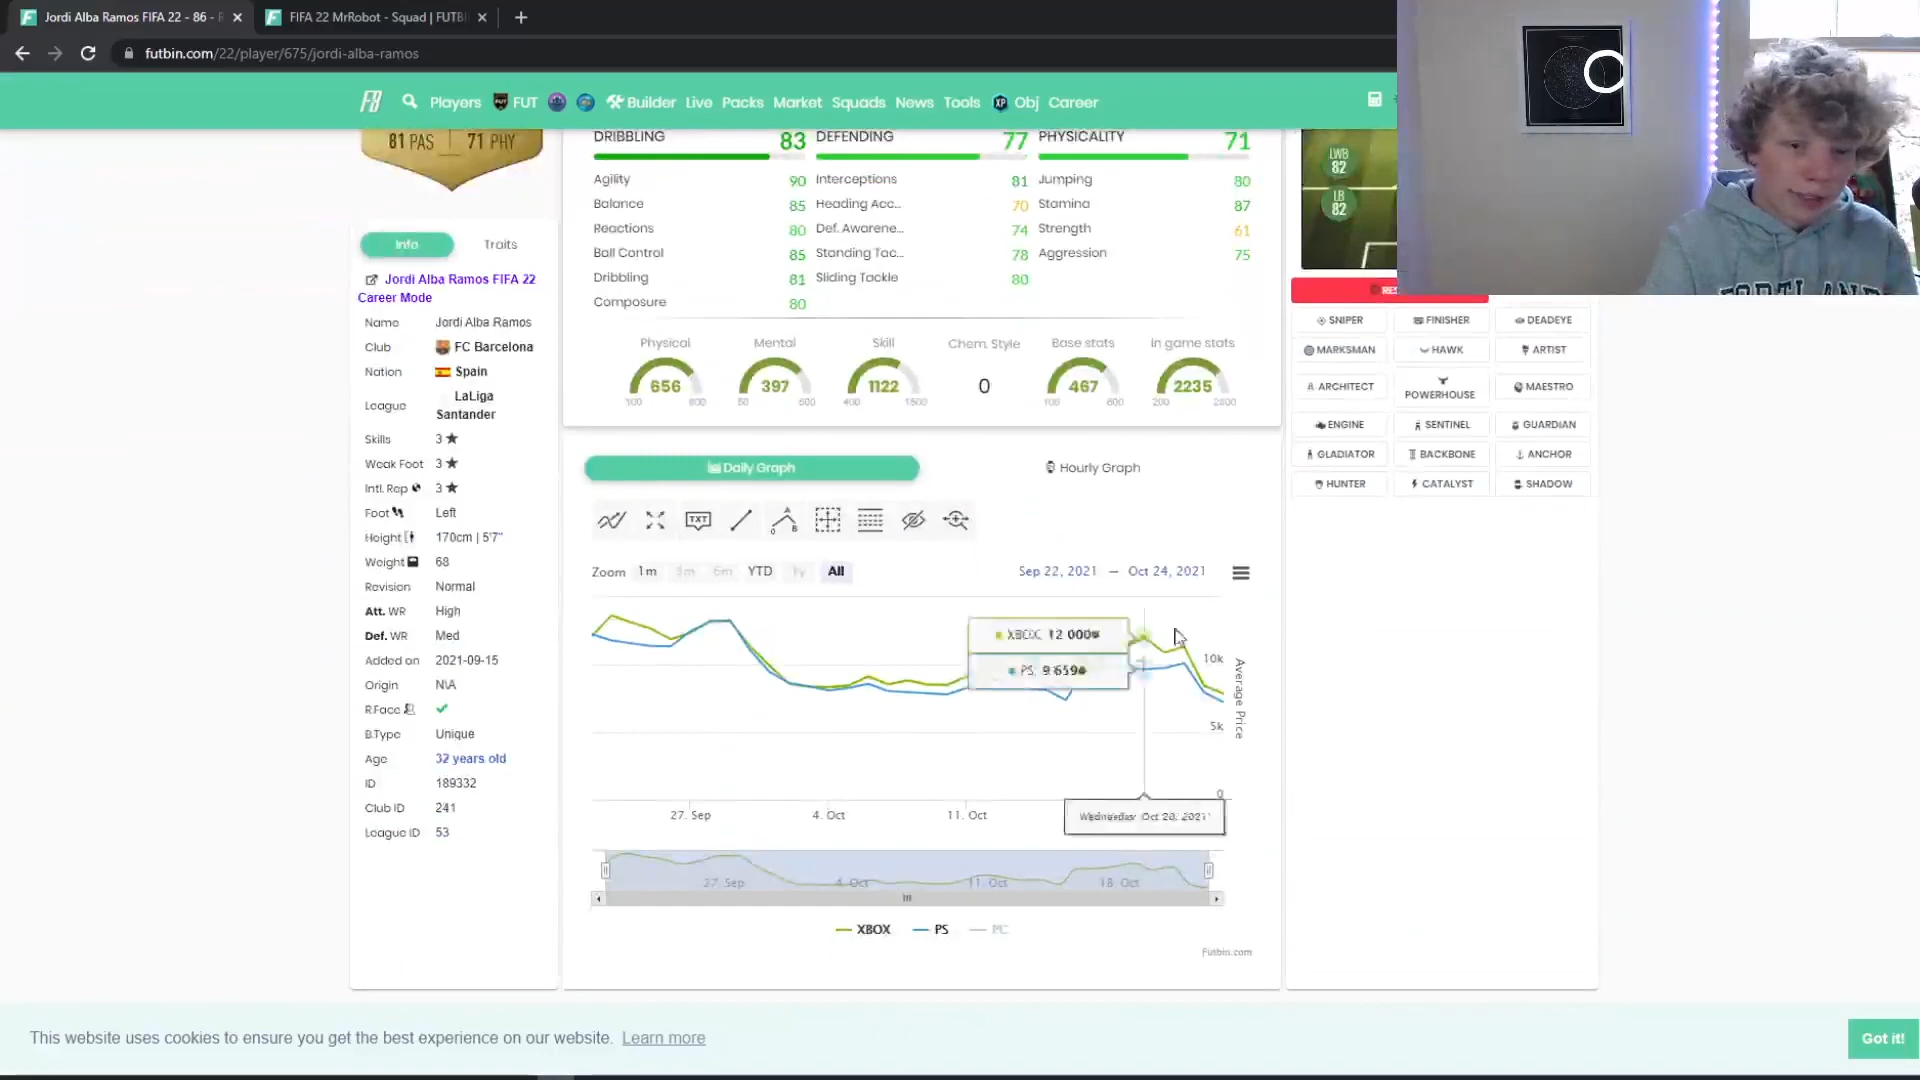 Jordi Alba Ramos FIFA 22 - 86 -
FIFA 22 MrRobot - Squad | FUTBI
futbin.com/22/player/675/jordi-alba-ramos
Players FUT Builder Live Packs Market Squads News Tools XP Obj Career
81 PAS 71 PHY
DRIBBLING 83 DEFENDING 77 PHYSICALITY 71
Agility 90 Interceptions 81 Jumping 80
Balance 85 Heading Acc... 70 Stamina 87
Reactions 80 Def. Awarene... 74 Strength 61
Ball Control 85 Standing Tac... 78 Aggression 75
Dribbling 81 Sliding Tackle 80
Composure 80
Physical Mental Skill Chem. Style Base stats In game stats
656 397 1122 0 467 2235
LWB
82
LB
82
SNIPER FINISHER DEADEYE
MARKSMAN HAWK ARTIST
ARCHITECT POWERHOUSE MAESTRO
ENGINE SENTINEL GUARDIAN
GLADIATOR BACKBONE ANCHOR
HUNTER CATALYST SHADOW
Info Traits
Jordi Alba Ramos FIFA 22
Career Mode
Name Jordi Alba Ramos
Club FC Barcelona
Nation Spain
League LaLiga Santander
Skills 3
Weak Foot 3
Intl. Rep 3
Foot Left
Height 170cm | 5'7"
Weight 68
Revision Normal
Att. WR High
Def. WR Med
Added on 2021-09-15
Origin N\A
R.Face
B.Type Unique
Age 32 years old
ID 189332
Club ID 241
League ID 53
Daily Graph Hourly Graph
TXT
Zoom 1m 3m 6m YTD 1y All Sep 22, 2021 — Oct 24, 2021
XBOX: 12 000
PS: 9 659
10k
5k
0
Average Price
27. Sep 4. Oct 11. Oct
27. Sep 4. Oct 11. Oct 18. Oct
XBOX PS PC
Futbin.com
This website uses cookies to ensure you get the best experience on our website. Learn more
Got it!